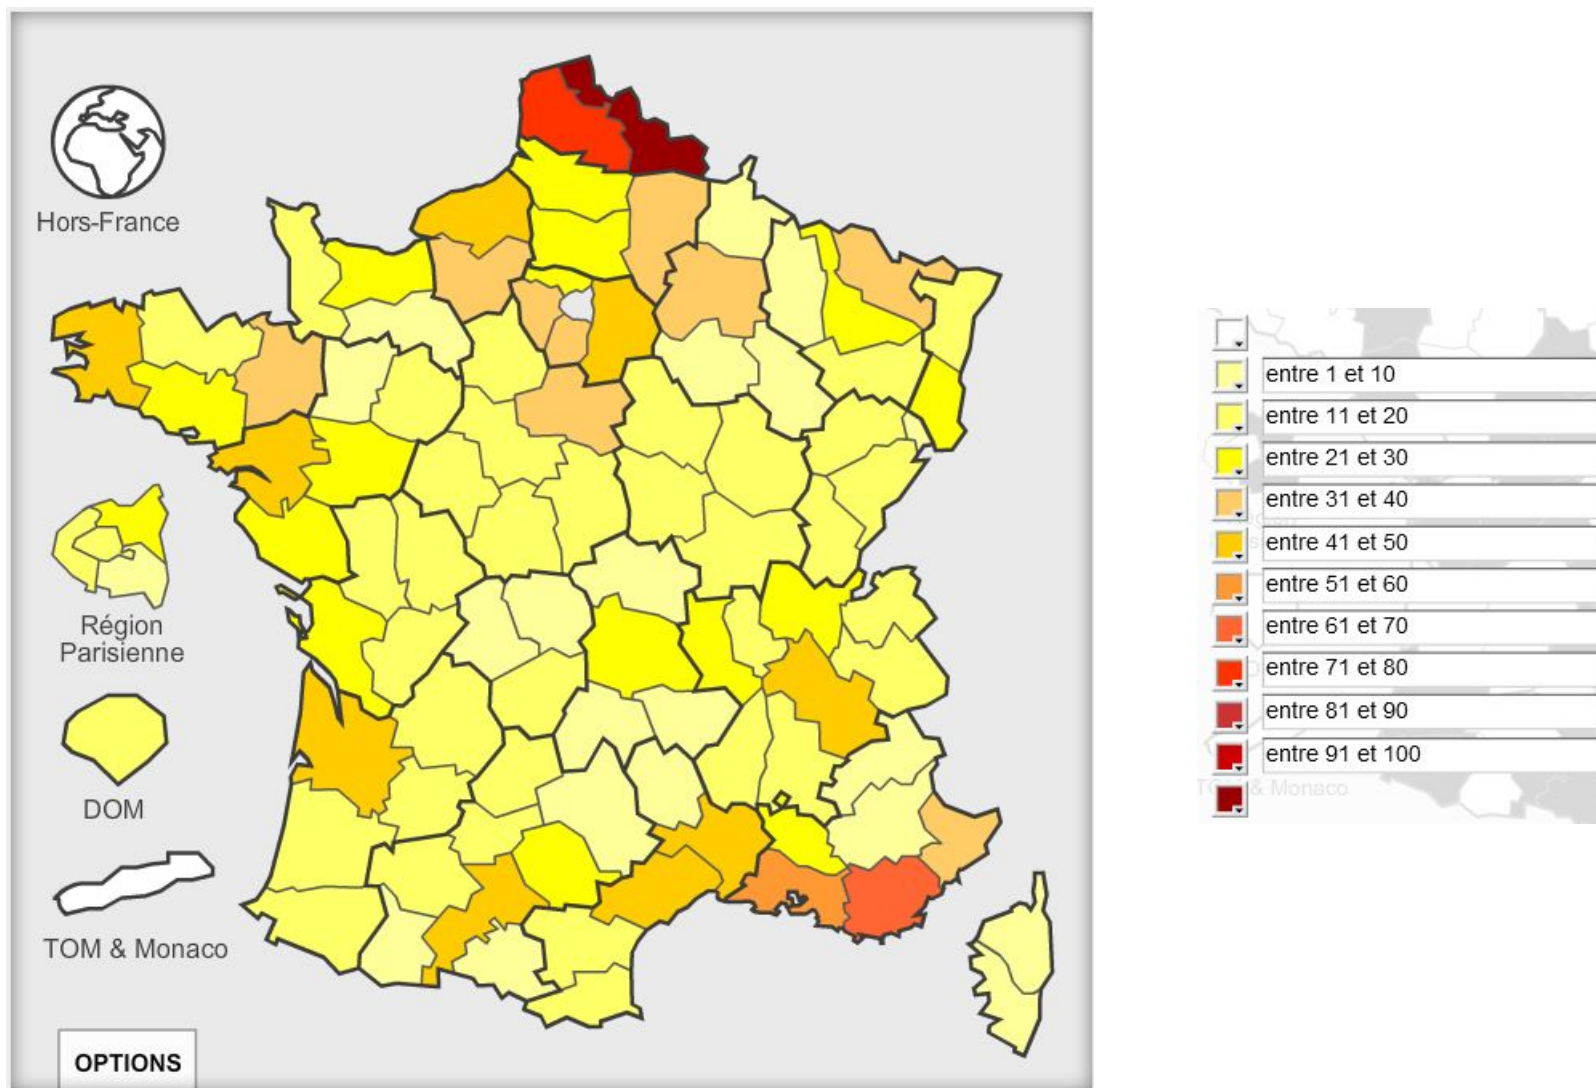 Hors-France
Région
Parisienne
DOM
TOM & Monaco
OPTIONS
entre 1 et 10
entre 11 et 20
entre 21 et 30
entre 31 et 40
entre 41 et 50
entre 51 et 60
entre 61 et 70
entre 71 et 80
entre 81 et 90
entre 91 et 100
& Monaco